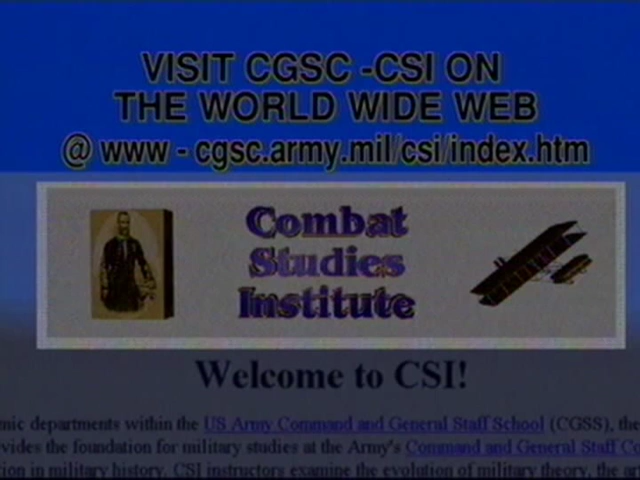 VISIT CGSC -CSI ON
THE WORLD WIDE WEB
@ www - cgsc.army.mil/csi/index.htm
Combat
Studies
Institute
Welcome to CSI!
departments within the US Army Command and General Staff School (CGSS), the
the foundation for military studies at the Army's Command and General Staff
in military history. CSI instructors examine the evolution of military theory, the